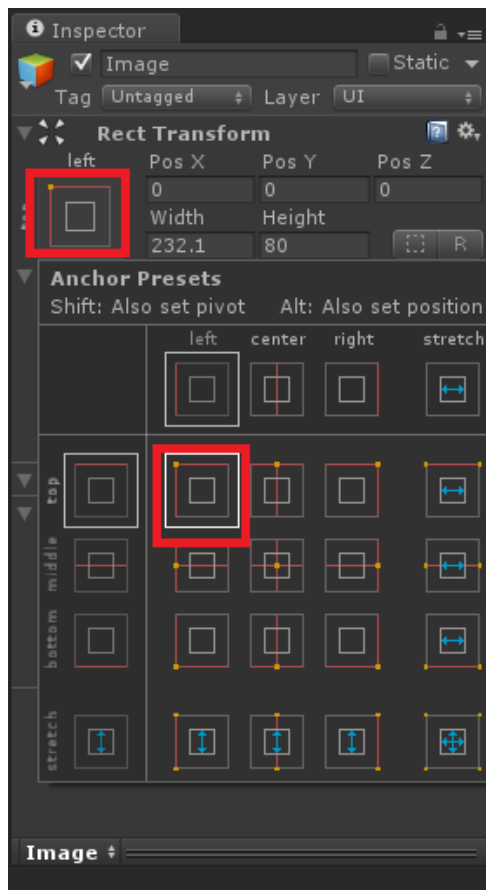 Inspector
Image Static
Tag Untagged Layer UI
Rect Transform
left Pos X Pos Y Pos Z
0 0 0
Width Height
232.1 80 R
Anchor Presets
Shift: Also set pivot Alt: Also set position
left center right stretch
top
middle
bottom
stretch
Image